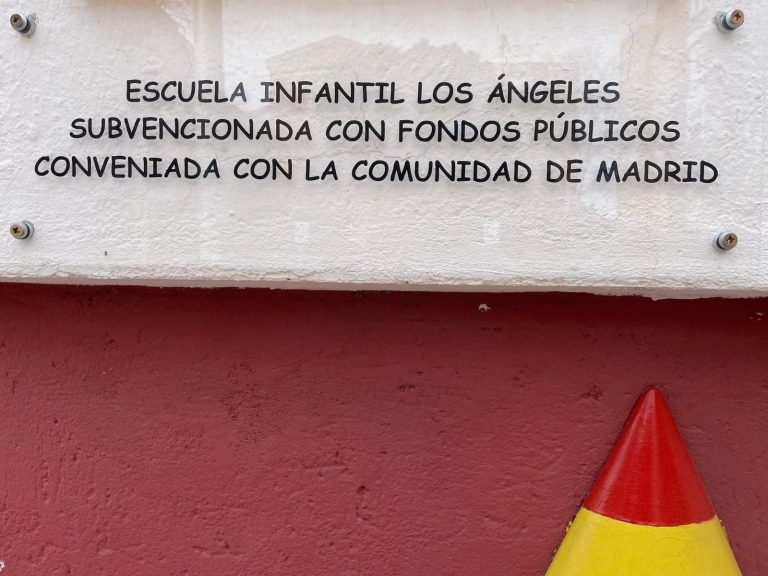 ESCUELA INFANTIL LOS ÁNGELES
SUBVENCIONADA CON FONDOS PÚBLICOS
CONVENIADA CON LA COMUNIDAD DE MADRID